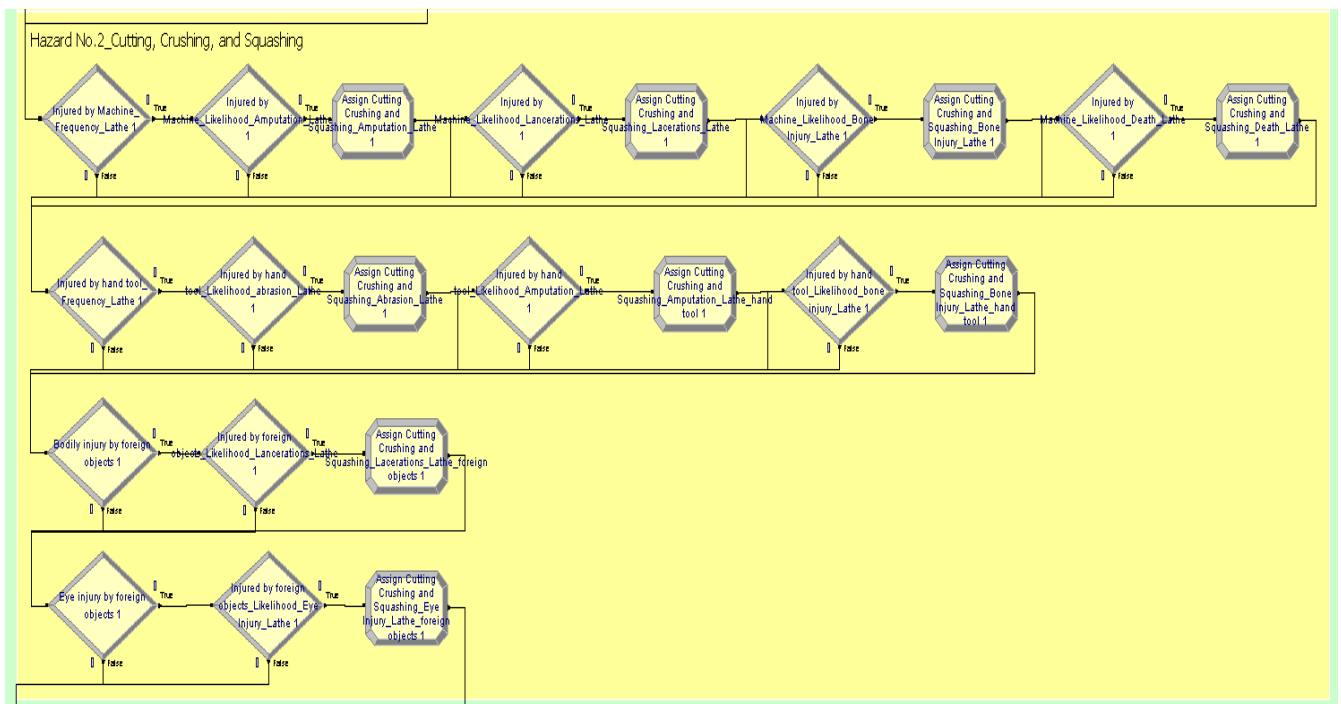 Hazard No.2_Cutting, Crushing, and Squashing
Injured by Machine_
Frequency_Lathe 1
True
False
Injured by
Machine_Likelihood_Amputation_Lathe
1
True
False
Assign Cutting
Crushing and
Squashing_Amputation_Lathe
1
Injured by
Machine_Likelihood_Lancerations_Lathe
1
True
False
Assign Cutting
Crushing and
Squashing_Lacerations_Lathe
1
Injured by
Machine_Likelihood_Bone
Injury_Lathe 1
True
False
Assign Cutting
Crushing and
Squashing_Bone
Injury_Lathe 1
Injured by
Machine_Likelihood_Death_Lathe
1
True
False
Assign Cutting
Crushing and
Squashing_Death_Lathe
1
Injured by hand tool_
Frequency_Lathe 1
True
False
Injured by hand
tool_Likelihood_abrasion_Lathe
1
True
False
Assign Cutting
Crushing and
Squashing_Abrasion_Lathe
1
Injured by hand
tool_Likelihood_Amputation_Lathe
1
True
False
Assign Cutting
Crushing and
Squashing_Amputation_Lathe_hand
tool 1
Injured by hand
tool_Likelihood_bone
injury_Lathe 1
True
False
Assign Cutting
Crushing and
Squashing_Bone
Injury_Lathe_hand
tool 1
Bodily injury by foreign
objects 1
True
False
Injured by foreign
objects_Likelihood_Lancerations_Lathe
1
True
False
Assign Cutting
Crushing and
Squashing_Lacerations_Lathe_foreign
objects 1
Eye injury by foreign
objects 1
True
False
Injured by foreign
objects_Likelihood_Eye
Injury_Lathe 1
True
False
Assign Cutting
Crushing and
Squashing_Eye
Injury_Lathe_foreign
objects 1